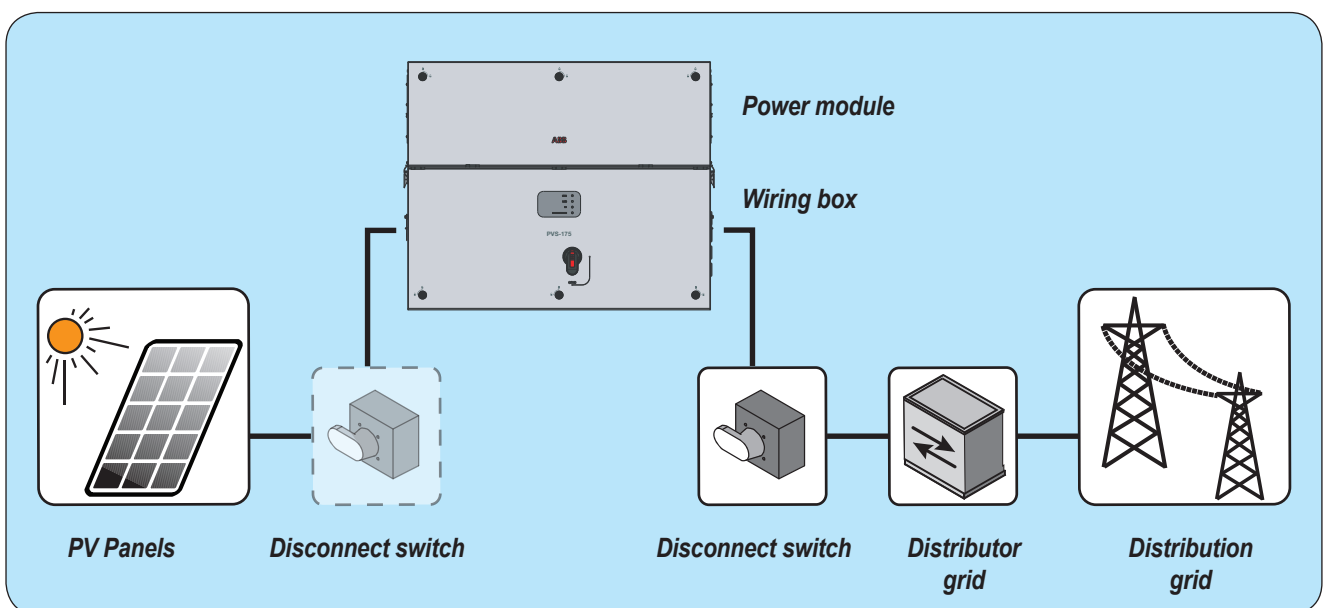 Power module
ABB
Wiring box
PVS-175
PV Panels
Disconnect switch
Disconnect switch
Distributor
grid
Distribution
grid